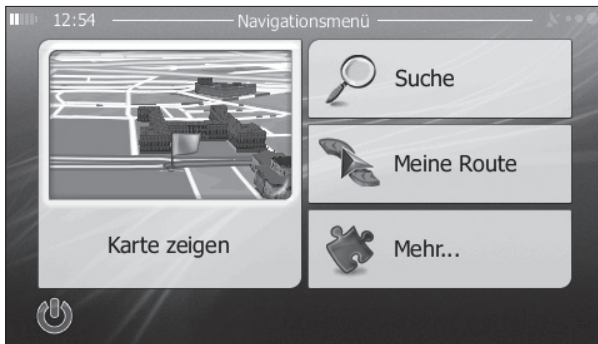 12:54 Navigationsmenü
Suche
Meine Route
Karte zeigen
Mehr...